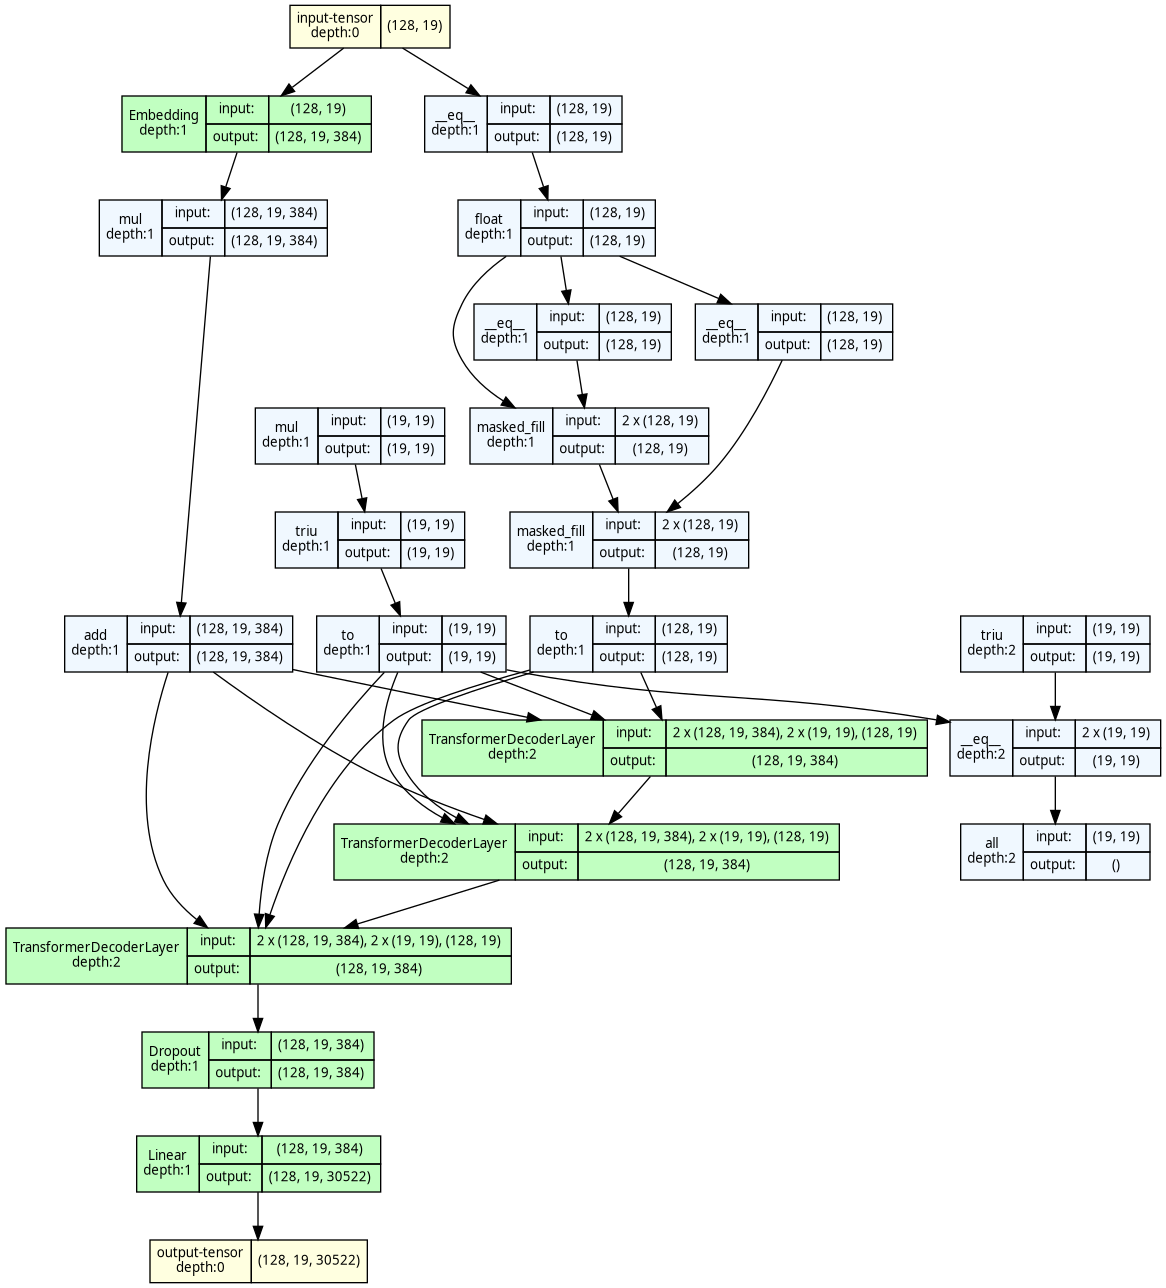 input-tensor
depth:0
(128, 19)
Embedding
depth:1
input:
(128, 19)
output:
(128, 19, 384)
__eq__
depth:1
input:
(128, 19)
output:
(128, 19)
mul
depth:1
input:
(128, 19, 384)
output:
(128, 19, 384)
float
depth:1
input:
(128, 19)
output:
(128, 19)
__eq__
depth:1
input:
(128, 19)
output:
(128, 19)
__eq__
depth:1
input:
(128, 19)
output:
(128, 19)
mul
depth:1
input:
(19, 19)
output:
(19, 19)
masked_fill
depth:1
input:
2 x (128, 19)
output:
(128, 19)
triu
depth:1
input:
(19, 19)
output:
(19, 19)
masked_fill
depth:1
input:
2 x (128, 19)
output:
(128, 19)
add
depth:1
input:
(128, 19, 384)
output:
(128, 19, 384)
to
depth:1
input:
(19, 19)
output:
(19, 19)
to
depth:1
input:
(128, 19)
output:
(128, 19)
triu
depth:2
input:
(19, 19)
output:
(19, 19)
TransformerDecoderLayer
depth:2
input:
2 x (128, 19, 384), 2 x (19, 19), (128, 19)
output:
(128, 19, 384)
__eq__
depth:2
input:
2 x (19, 19)
output:
(19, 19)
TransformerDecoderLayer
depth:2
input:
2 x (128, 19, 384), 2 x (19, 19), (128, 19)
output:
(128, 19, 384)
all
depth:2
input:
(19, 19)
output:
()
TransformerDecoderLayer
depth:2
input:
2 x (128, 19, 384), 2 x (19, 19), (128, 19)
output:
(128, 19, 384)
Dropout
depth:1
input:
(128, 19, 384)
output:
(128, 19, 384)
Linear
depth:1
input:
(128, 19, 384)
output:
(128, 19, 30522)
output-tensor
depth:0
(128, 19, 30522)